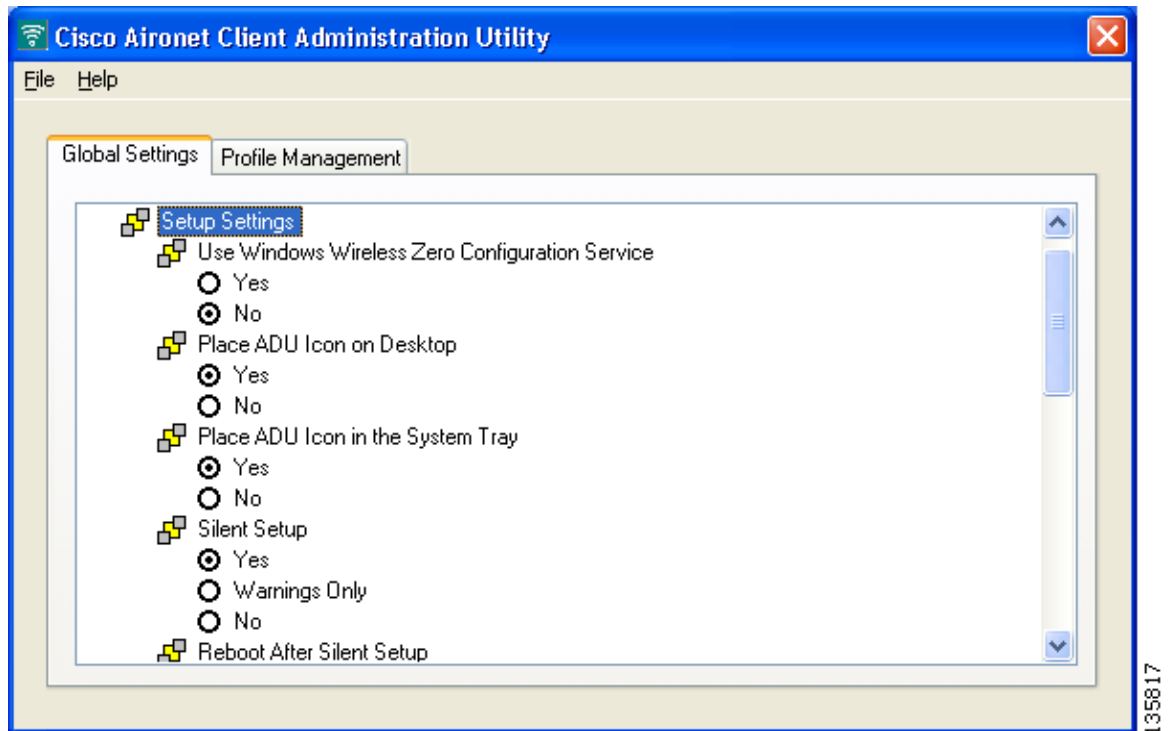 Cisco Aironet Client Administration Utility
File Help
Global Settings Profile Management
Setup Settings
Use Windows Wireless Zero Configuration Service
Yes
No
Place ADU Icon on Desktop
Yes
No
Place ADU Icon in the System Tray
Yes
No
Silent Setup
Yes
Warnings Only
No
Reboot After Silent Setup
135817